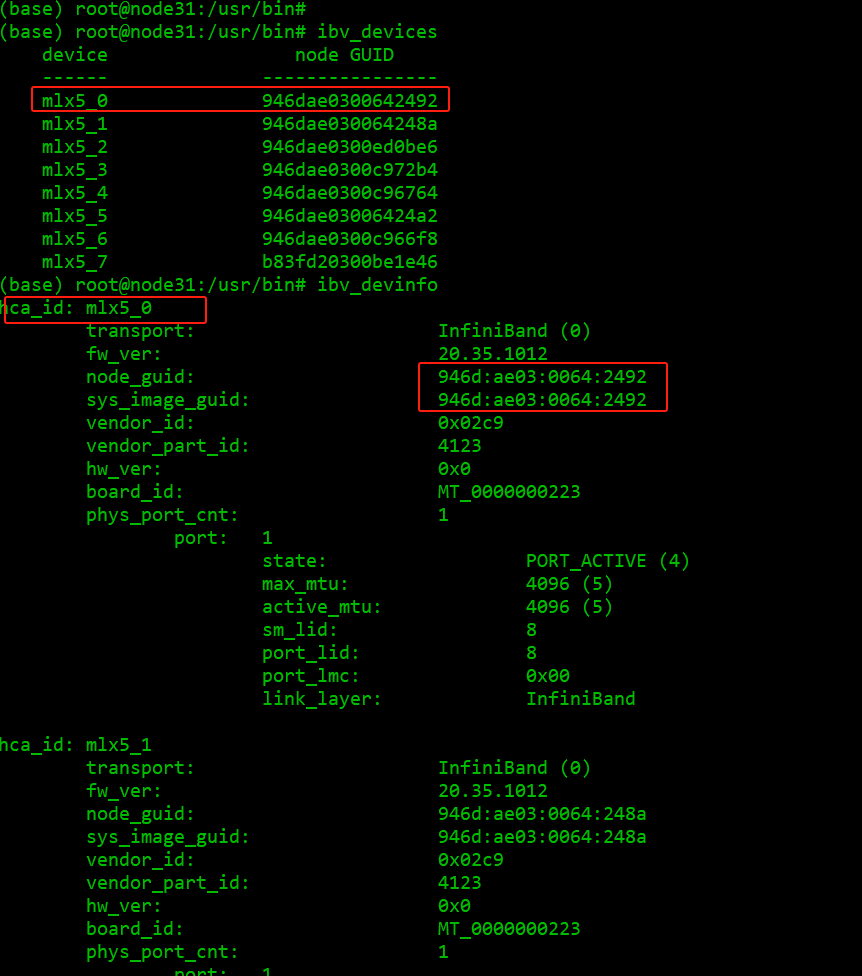 (base) root@node31:/usr/bin#
(base) root@node31:/usr/bin# ibv_devices
device node GUID
------ ----------------
mlx5_0 946dae0300642492
mlx5_1 946dae030064248a
mlx5_2 946dae0300ed0be6
mlx5_3 946dae0300c972b4
mlx5_4 946dae0300c96764
mlx5_5 946dae03006424a2
mlx5_6 946dae0300c966f8
mlx5_7 b83fd20300be1e46
(base) root@node31:/usr/bin# ibv_devinfo
hca_id: mlx5_0
transport: InfiniBand (0)
fw_ver: 20.35.1012
node_guid: 946d:ae03:0064:2492
sys_image_guid: 946d:ae03:0064:2492
vendor_id: 0x02c9
vendor_part_id: 4123
hw_ver: 0x0
board_id: MT_0000000223
phys_port_cnt: 1
port: 1
state: PORT_ACTIVE (4)
max_mtu: 4096 (5)
active_mtu: 4096 (5)
sm_lid: 8
port_lid: 8
port_lmc: 0x00
link_layer: InfiniBand
hca_id: mlx5_1
transport: InfiniBand (0)
fw_ver: 20.35.1012
node_guid: 946d:ae03:0064:248a
sys_image_guid: 946d:ae03:0064:248a
vendor_id: 0x02c9
vendor_part_id: 4123
hw_ver: 0x0
board_id: MT_0000000223
phys_port_cnt: 1
port: 1